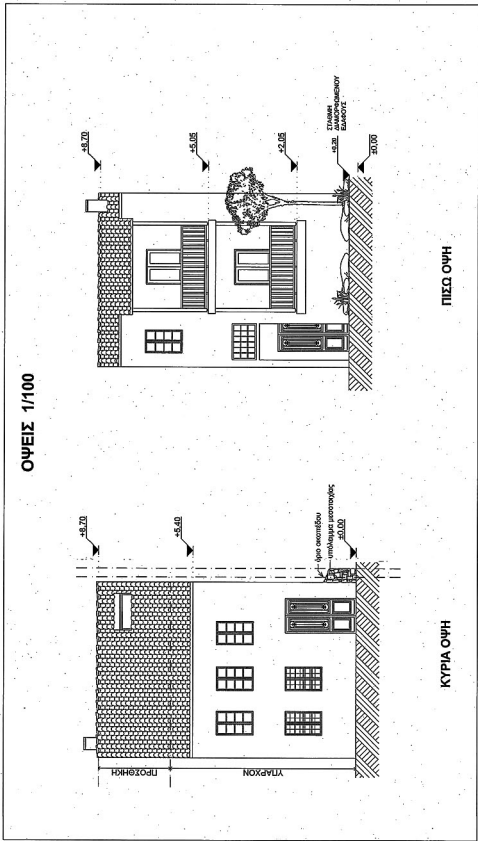 ΟΨΕΙΣ 1/100
+8,70
+5,40
όριο οικοπέδου
υπόλειμμα μεσοτοιχίας
±0,00
ΠΡΟΣΘΗΚΗ
ΥΠΑΡΧΟΝ
ΚΥΡΙΑ ΟΨΗ
+8,70
+5,05
+2,05
ΣΤΑΘΜΗ
ΔΙΑΜΟΡΦΩΜΕΝΟΥ
ΕΔΑΦΟΥΣ
+0,20
±0,00
ΠΙΣΩ ΟΨΗ